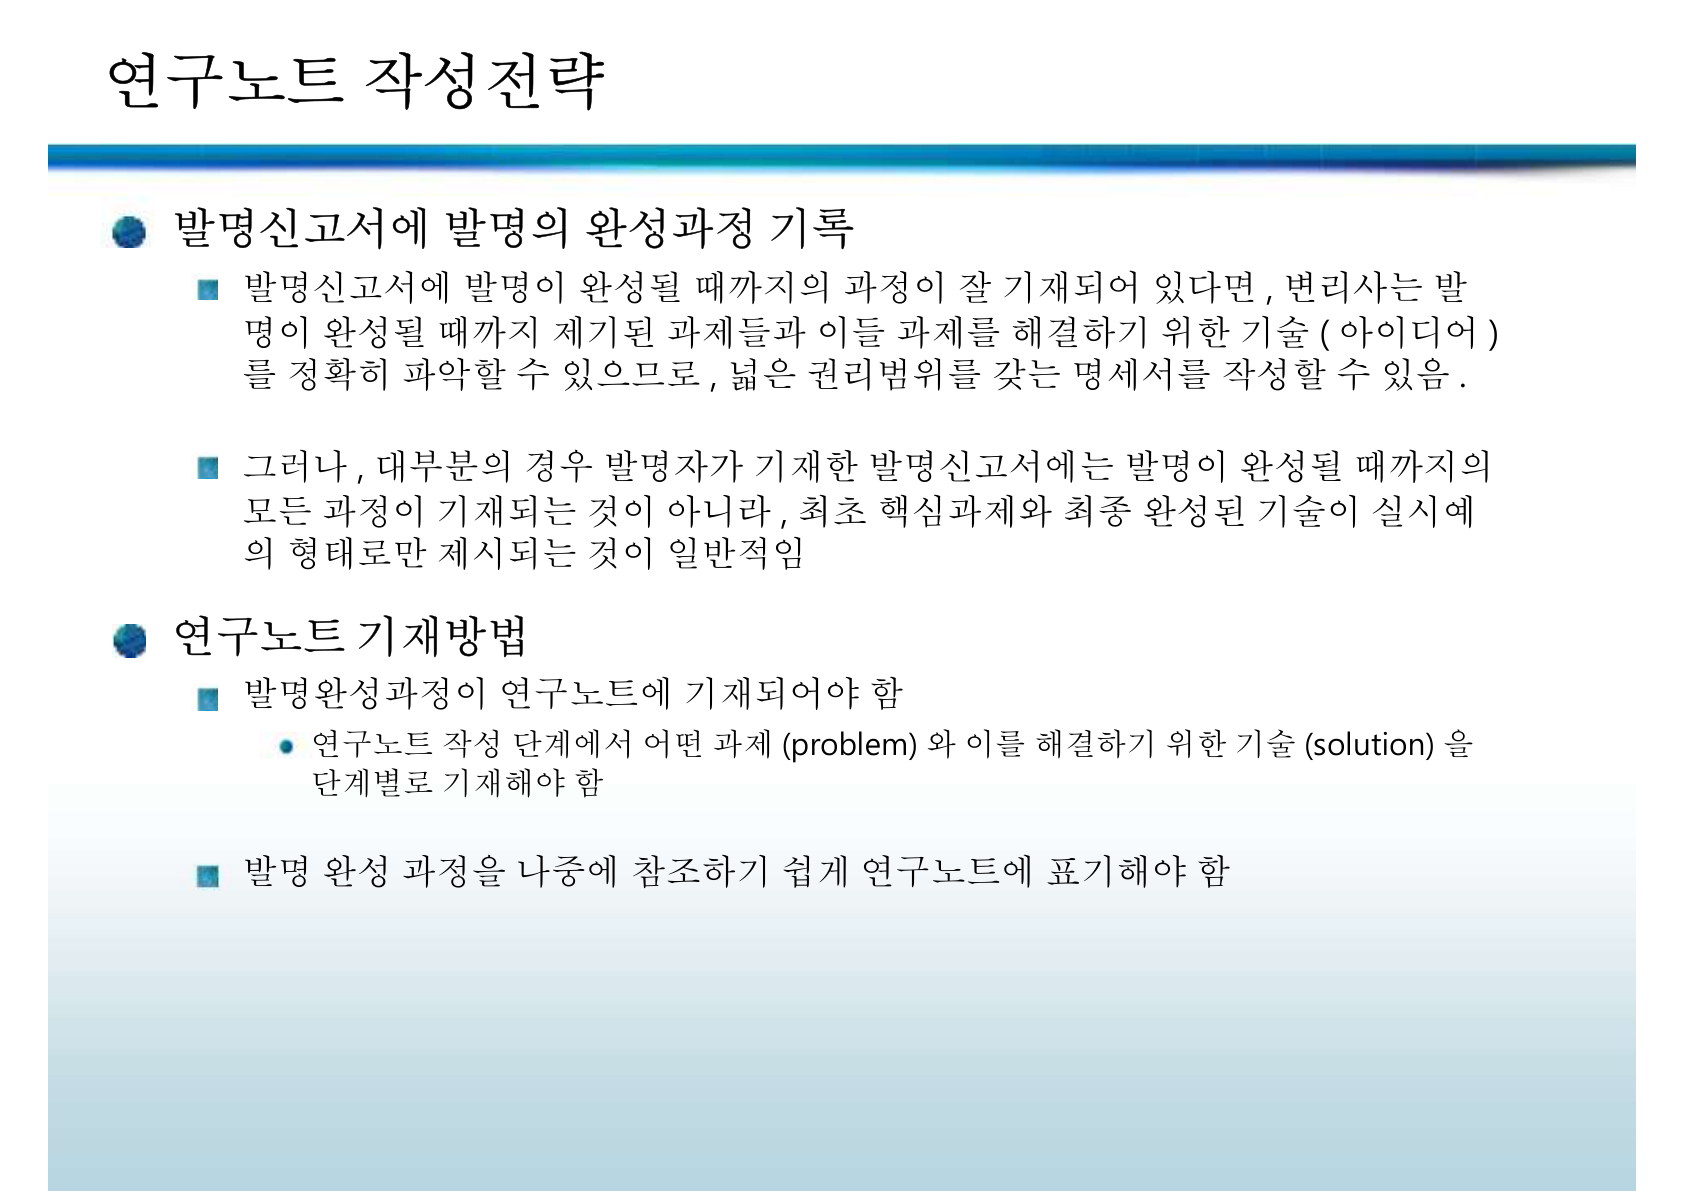 연구노트 작성전략
발명신고서에 발명의 완성과정 기록
발명신고서에 발명이 완성될 때까지의 과정이 잘 기재되어 있다면 , 변리사는 발
명이 완성될 때까지 제기된 과제들과 이들 과제를 해결하기 위한 기술 ( 아이디어 )
를 정확히 파악할 수 있으므로 , 넓은 권리범위를 갖는 명세서를 작성할 수 있음 .
그러나 , 대부분의 경우 발명자가 기재한 발명신고서에는 발명이 완성될 때까지의
모든 과정이 기재되는 것이 아니라 , 최초 핵심과제와 최종 완성된 기술이 실시예
의 형태로만 제시되는 것이 일반적임
연구노트 기재방법
발명완성과정이 연구노트에 기재되어야 함
연구노트 작성 단계에서 어떤 과제 (problem) 와 이를 해결하기 위한 기술 (solution) 을
단계별로 기재해야 함
발명 완성 과정을 나중에 참조하기 쉽게 연구노트에 표기해야 함